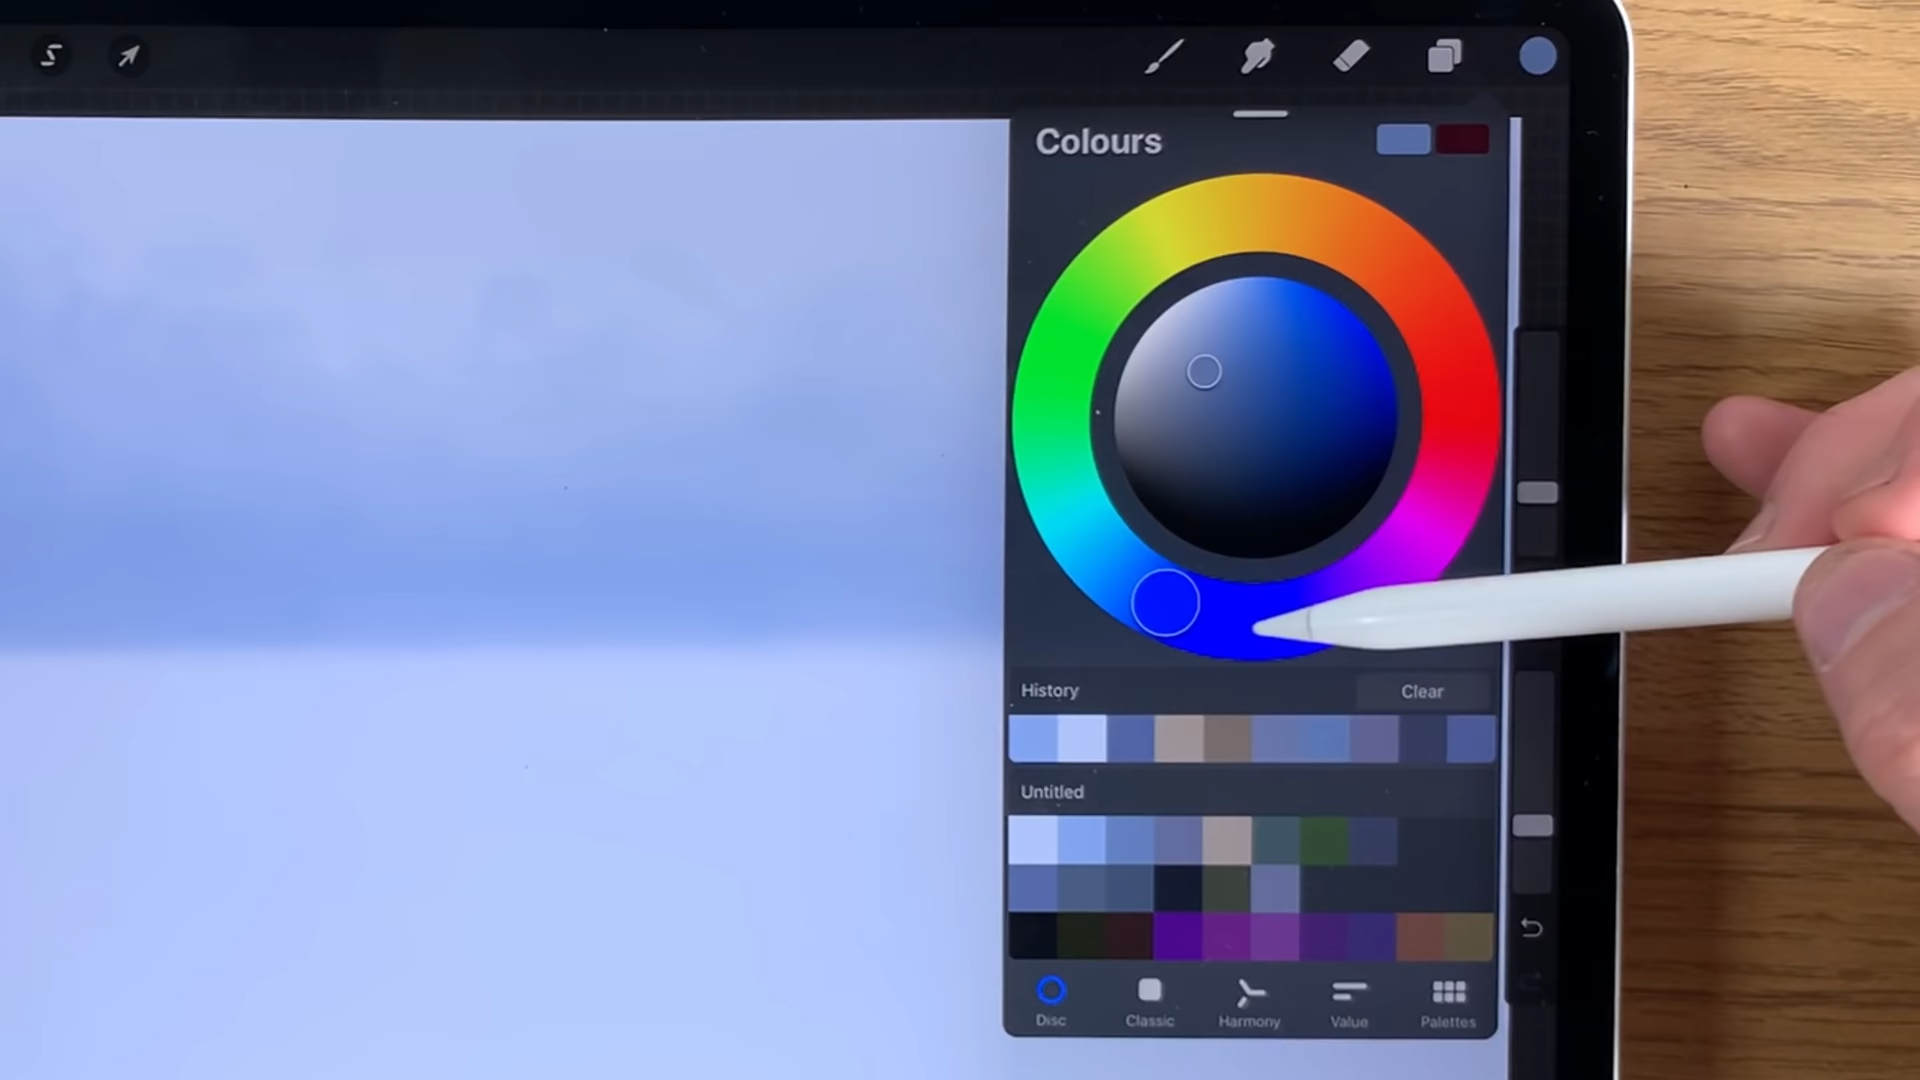 Colours
History
Clear
Untitled
Disc
Classic
Harmony
Value
Palettes